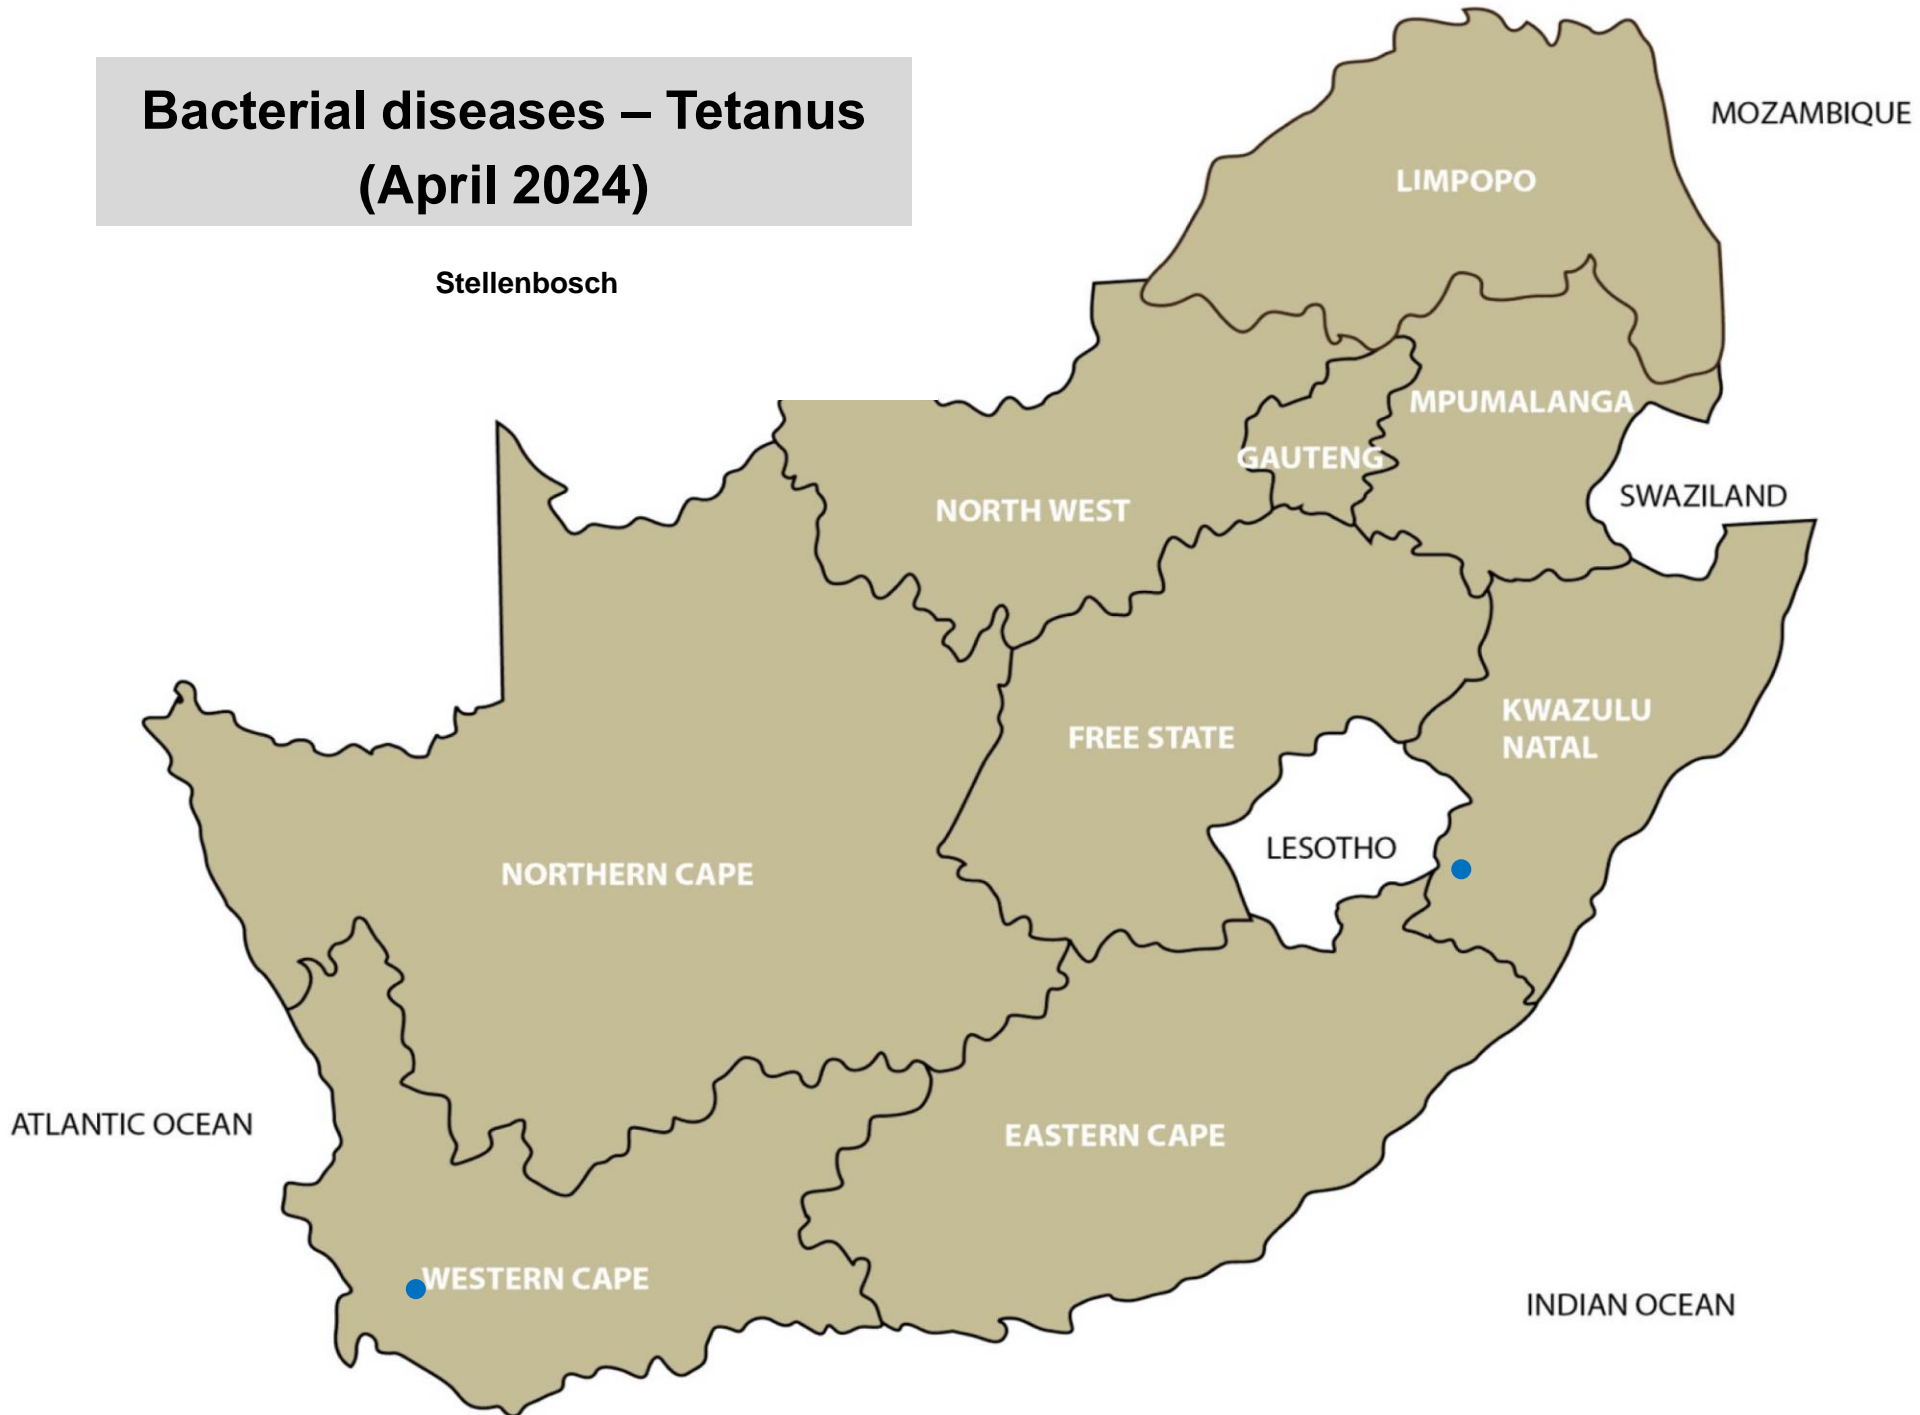 Bacterial diseases – Tetanus
(April 2024)
Stellenbosch
MOZAMBIQUE
LIMPOPO
MPUMALANGA
GAUTENG
SWAZILAND
NORTH WEST
KWAZULU
NATAL
FREE STATE
LESOTHO
NORTHERN CAPE
ATLANTIC OCEAN
EASTERN CAPE
WESTERN CAPE
INDIAN OCEAN